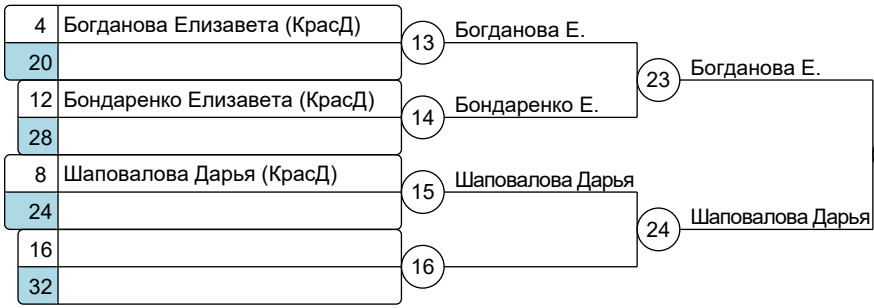 4 Богданова Елизавета (КрасД)
13 Богданова Е.
20
23 Богданова Е.
12 Бондаренко Елизавета (КрасД)
14 Бондаренко Е.
28
8 Шаповалова Дарья (КрасД)
15 Шаповалова Дарья
24
24 Шаповалова Дарья
16
16
32